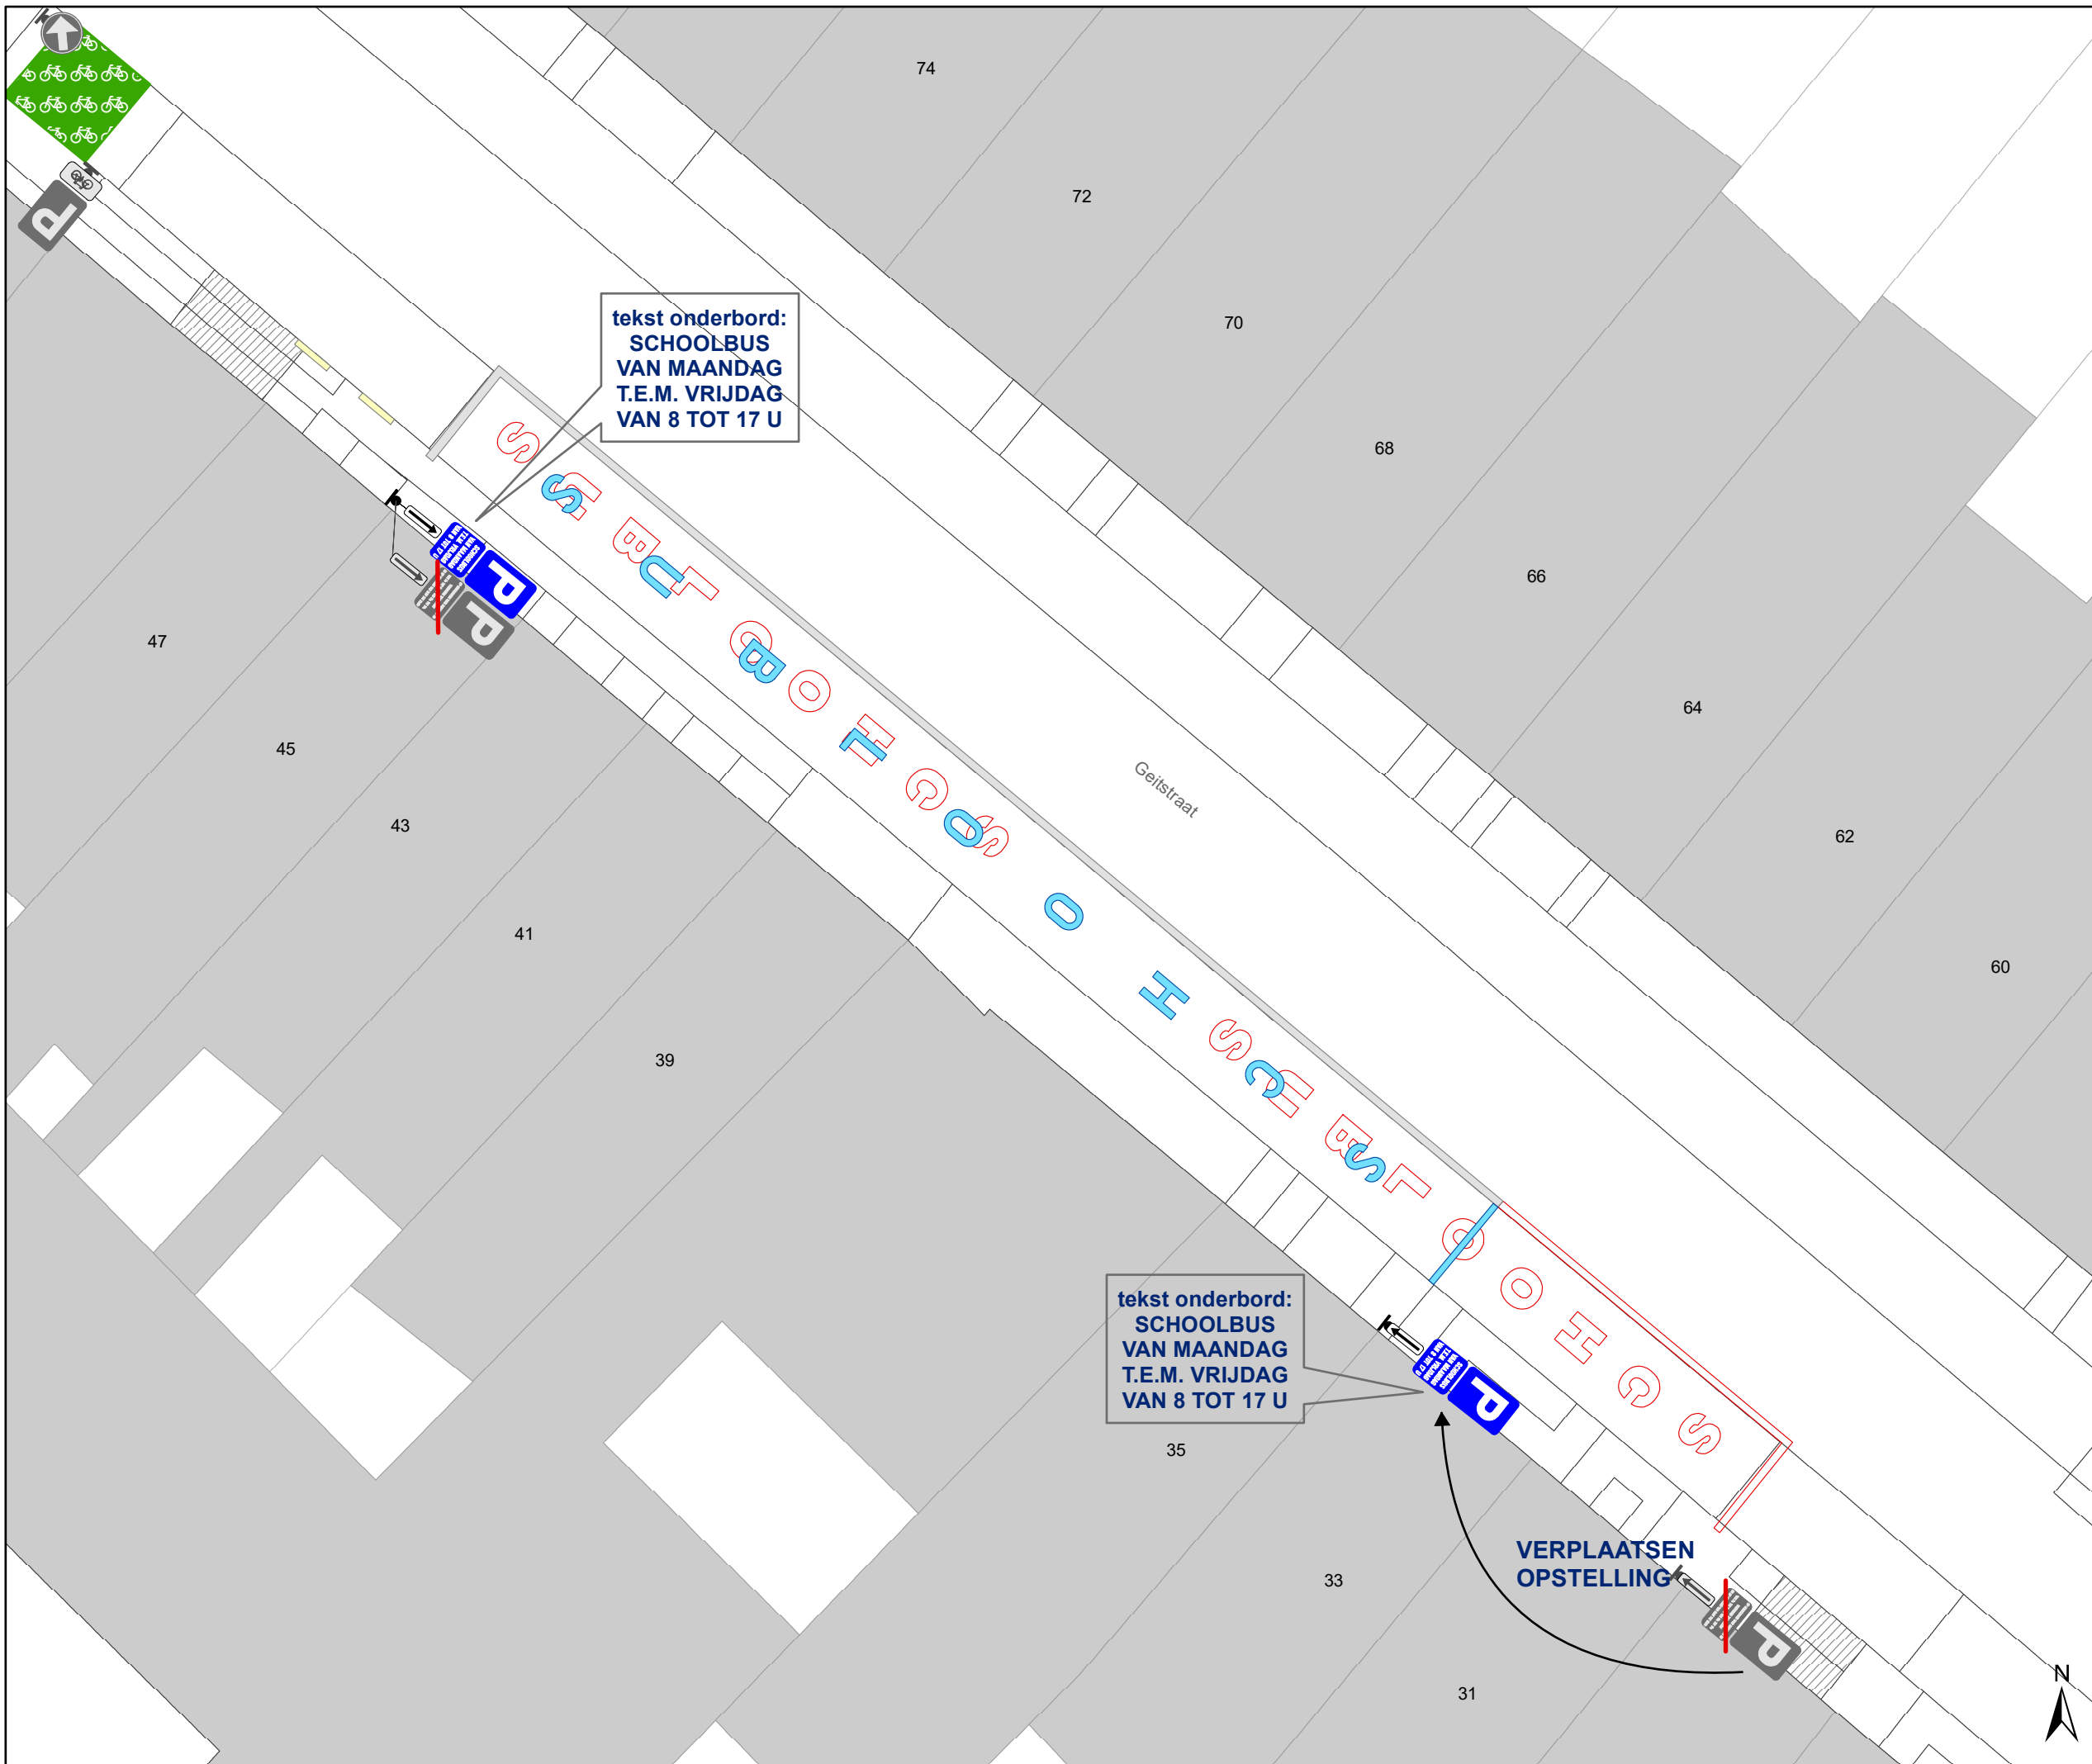 74
72
70
68
66
64
62
60
P
tekst onderbord:
SCHOOLBUS
VAN MAANDAG
T.E.M. VRIJDAG
VAN 8 TOT 17 U
P
P
SCHOOLBUS
SCHOOLBUS
SCHOOLBUS
Geitstraat
47
45
43
41
39
tekst onderbord:
SCHOOLBUS
VAN MAANDAG
T.E.M. VRIJDAG
VAN 8 TOT 17 U
P
35
33
31
VERPLAATSEN
OPSTELLING
P
N